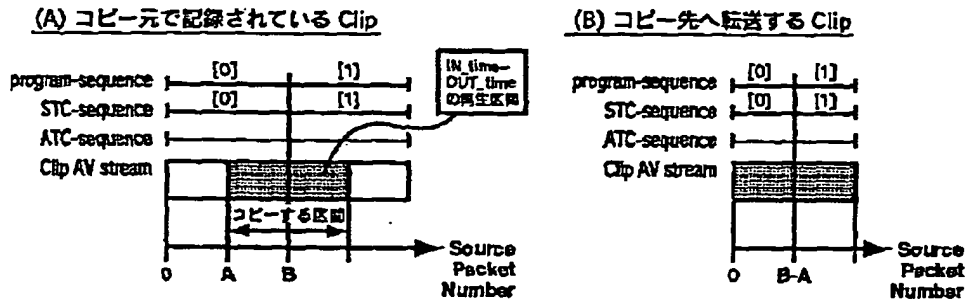 (A) コピー元で記録されている Clip
program-sequence
[0]
[1]
STC-sequence
[0]
[1]
ATC-sequence
Clip AV stream
IN_time-
OUT_time
の再生区間
コピーする区間
0
A
B
Source
Packet
Number
(B) コピー先へ転送する Clip
program-sequence
[0]
[1]
STC-sequence
[0]
[1]
ATC-sequence
Clip AV stream
0
B-A
Source
Packet
Number